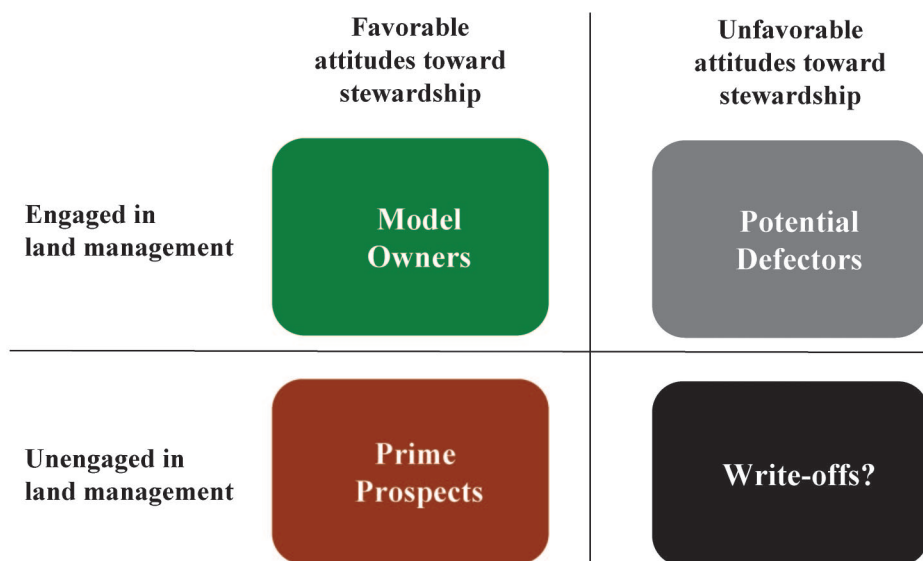 Favorable
attitudes toward
stewardship
Unfavorable
attitudes toward
stewardship
Engaged in
land management
Model
Owners
Potential
Defectors
Unengaged in
land management
Prime
Prospects
Write-offs?